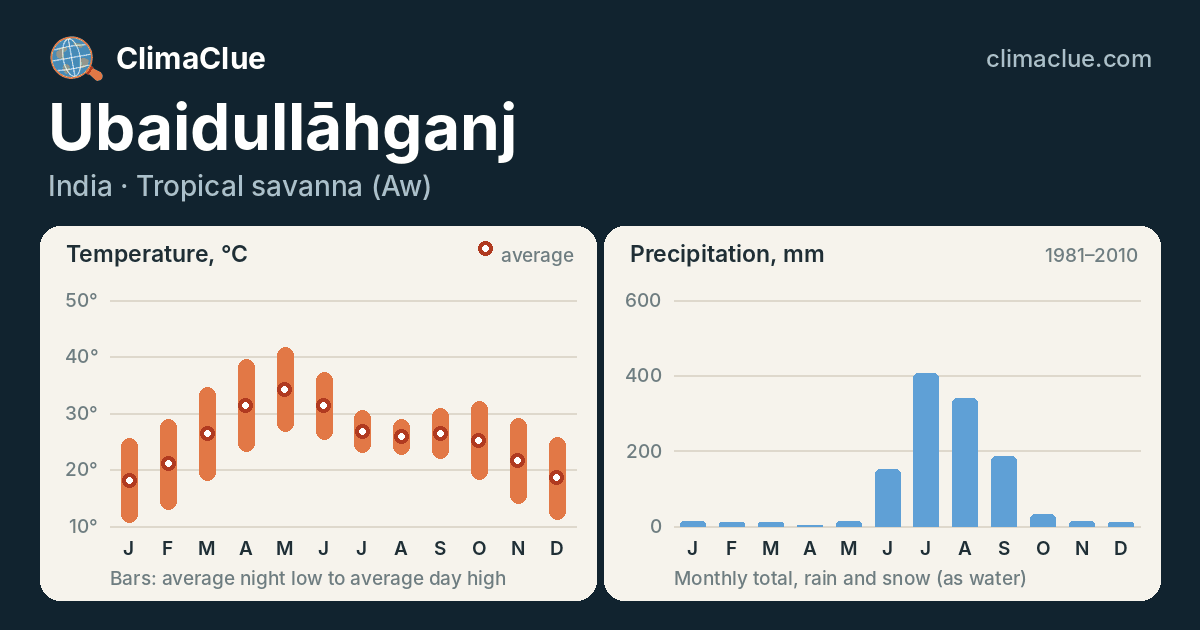 ClimaClue
climaclue.com
Ubaidullāhganj
India · Tropical savanna (Aw)
Temperature, °C
average
50°
40°
30°
20°
10°
J F M A M J J A S O N D
Bars: average night low to average day high
Precipitation, mm
1981–2010
600
400
200
0
J F M A M J J A S O N D
Monthly total, rain and snow (as water)